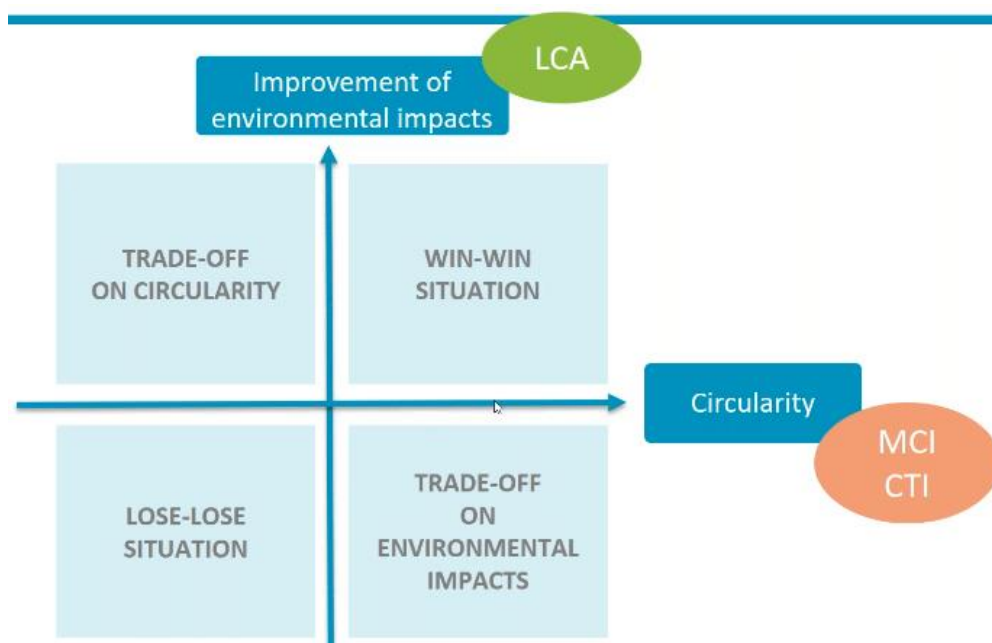 LCA
Improvement of
environmental impacts
TRADE-OFF
ON CIRCULARITY
WIN-WIN
SITUATION
Circularity
MCI
CTI
LOSE-LOSE
SITUATION
TRADE-OFF
ON
ENVIRONMENTAL
IMPACTS